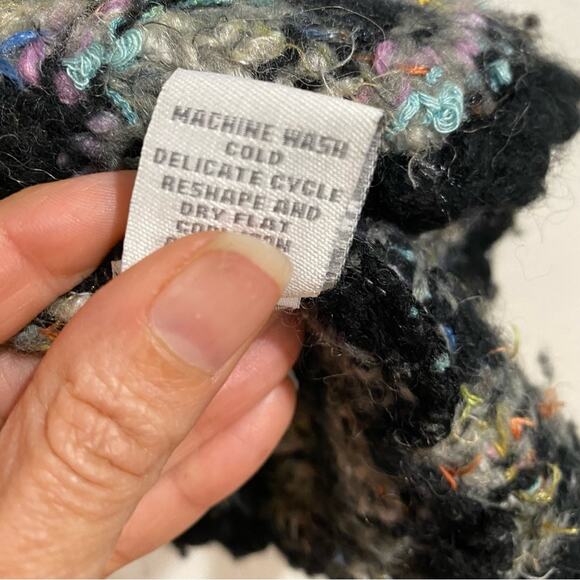 MACHINE WASH
COLD
DELICATE CYCLE
RESHAPE AND
DRY FLAT